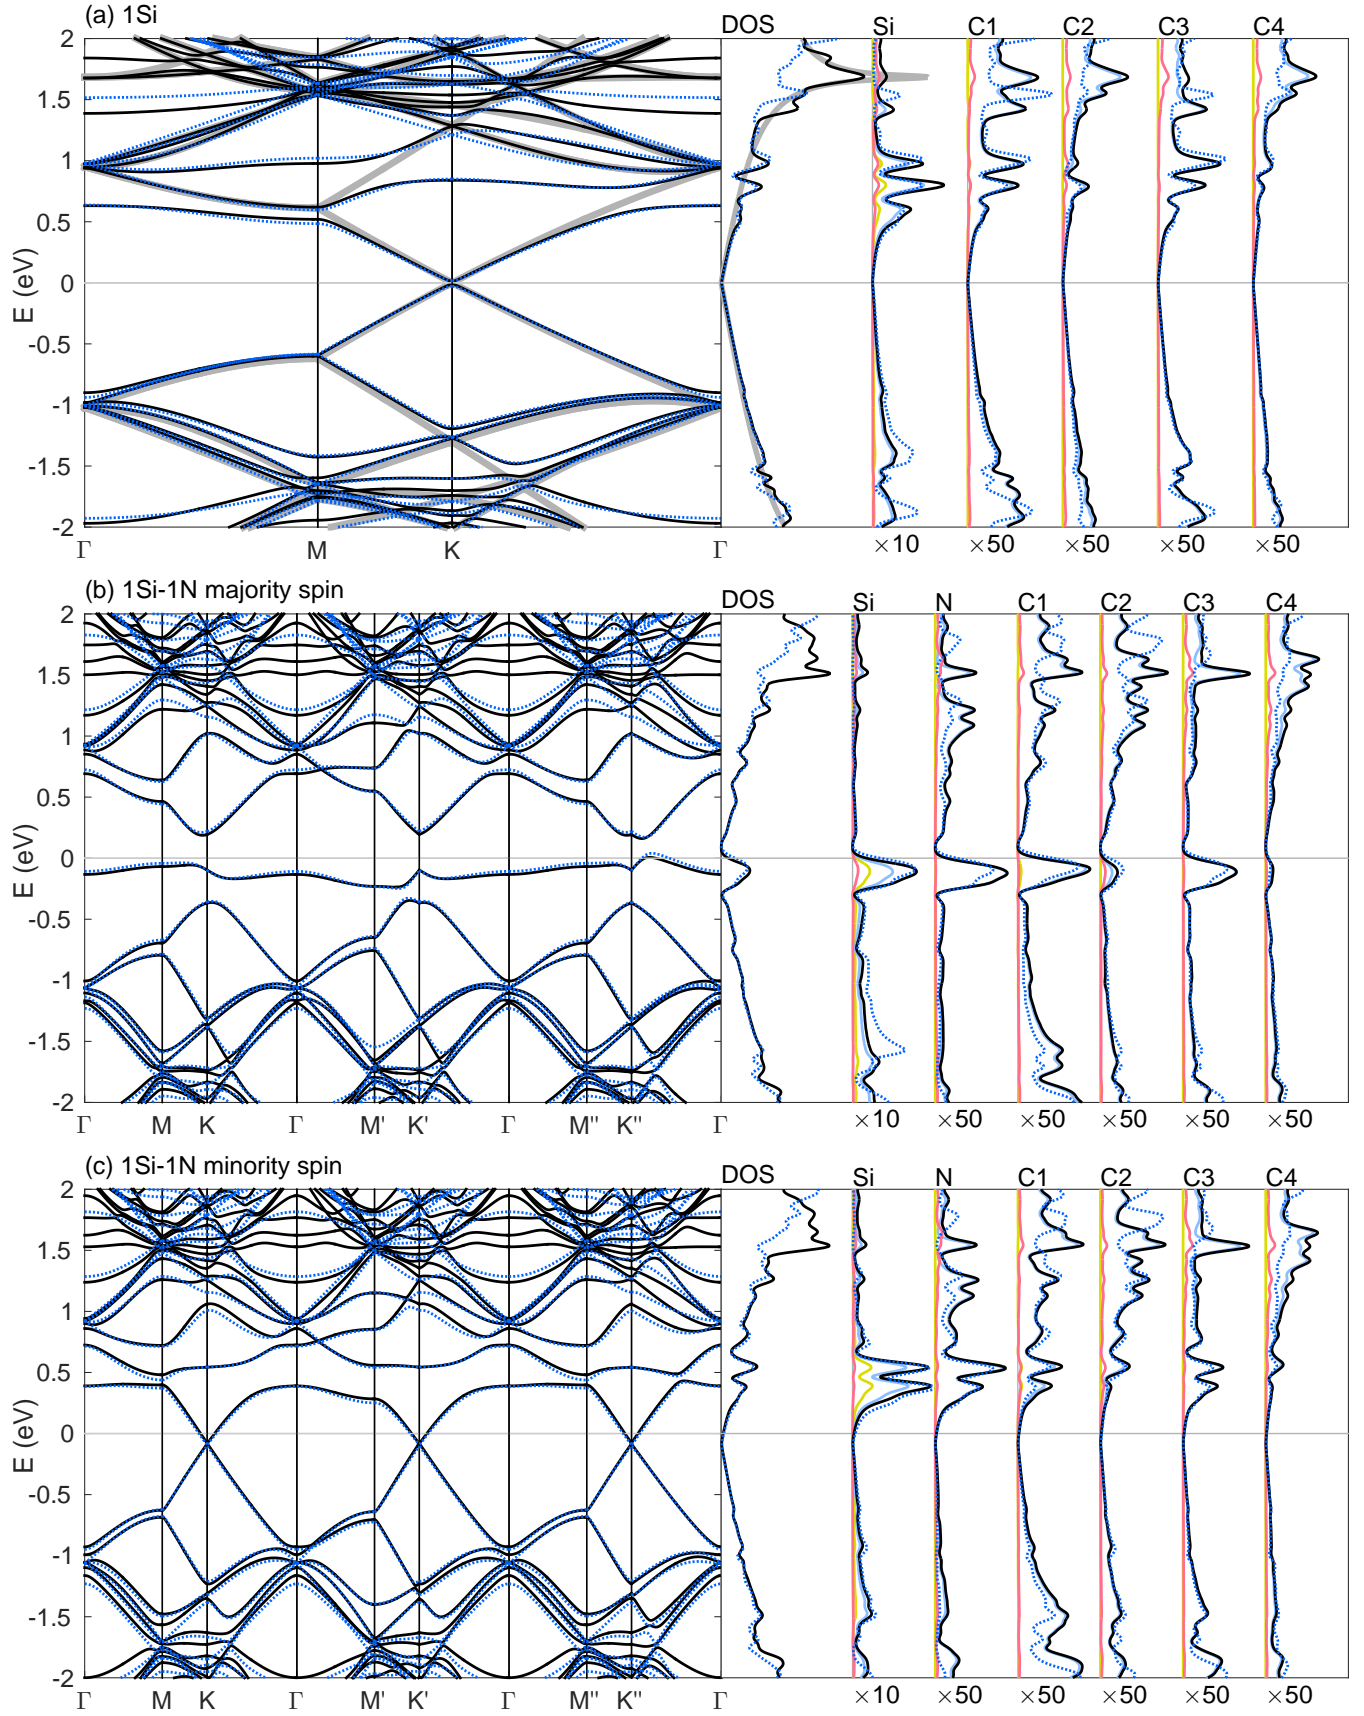 (a) 1Si
DOS Si C1 C2 C3 C4
2
1.5
1
0.5
0
-0.5
-1
-1.5
-2
E (eV)
Γ M K Γ
×10 ×50 ×50 ×50 ×50
(b) 1Si-1N majority spin
DOS Si N C1 C2 C3 C4
2
1.5
1
0.5
0
-0.5
-1
-1.5
-2
E (eV)
Γ M K Γ M' K' Γ M'' K'' Γ
×10 ×50 ×50 ×50 ×50 ×50
(c) 1Si-1N minority spin
DOS Si N C1 C2 C3 C4
2
1.5
1
0.5
0
-0.5
-1
-1.5
-2
E (eV)
Γ M K Γ M' K' Γ M'' K'' Γ
×10 ×50 ×50 ×50 ×50 ×50